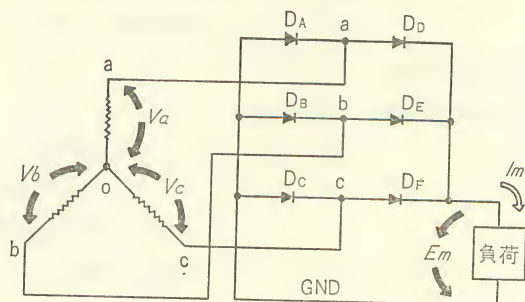 DA a DD
a
Va
DB b DE
Vb Vc
DC c DF
Im
o
b c
GND Em 負荷